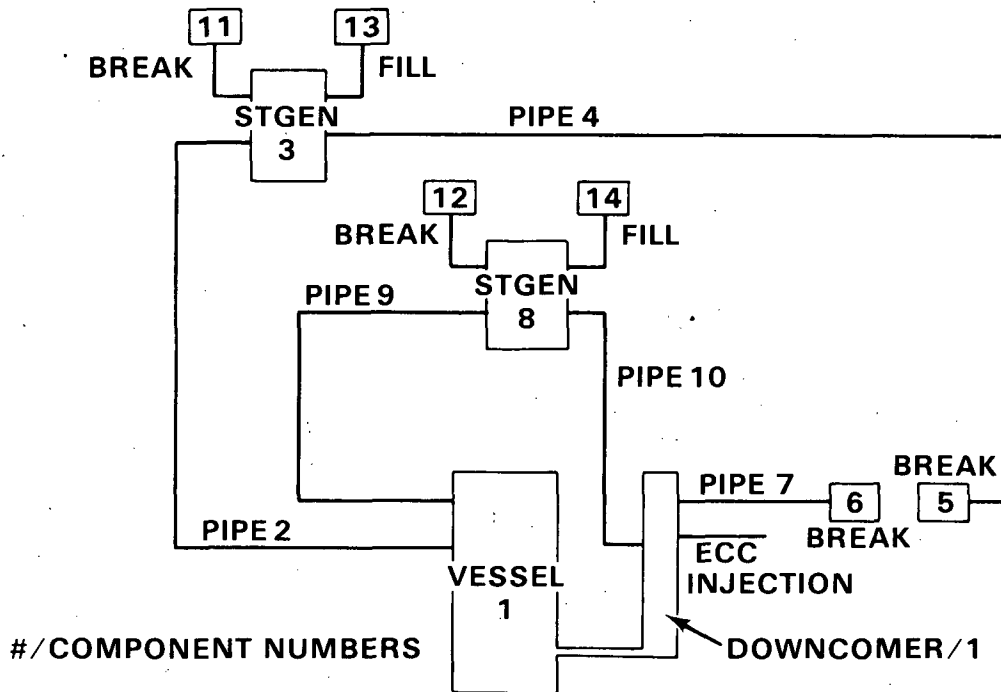 11 13
BREAK FILL
STGEN
3
PIPE 4
12 14
BREAK FILL
STGEN
8
PIPE 9
PIPE 10
PIPE 7
BREAK
6 5
BREAK
PIPE 2
ECC
INJECTION
VESSEL
1
#/COMPONENT NUMBERS
DOWNCOMER/1